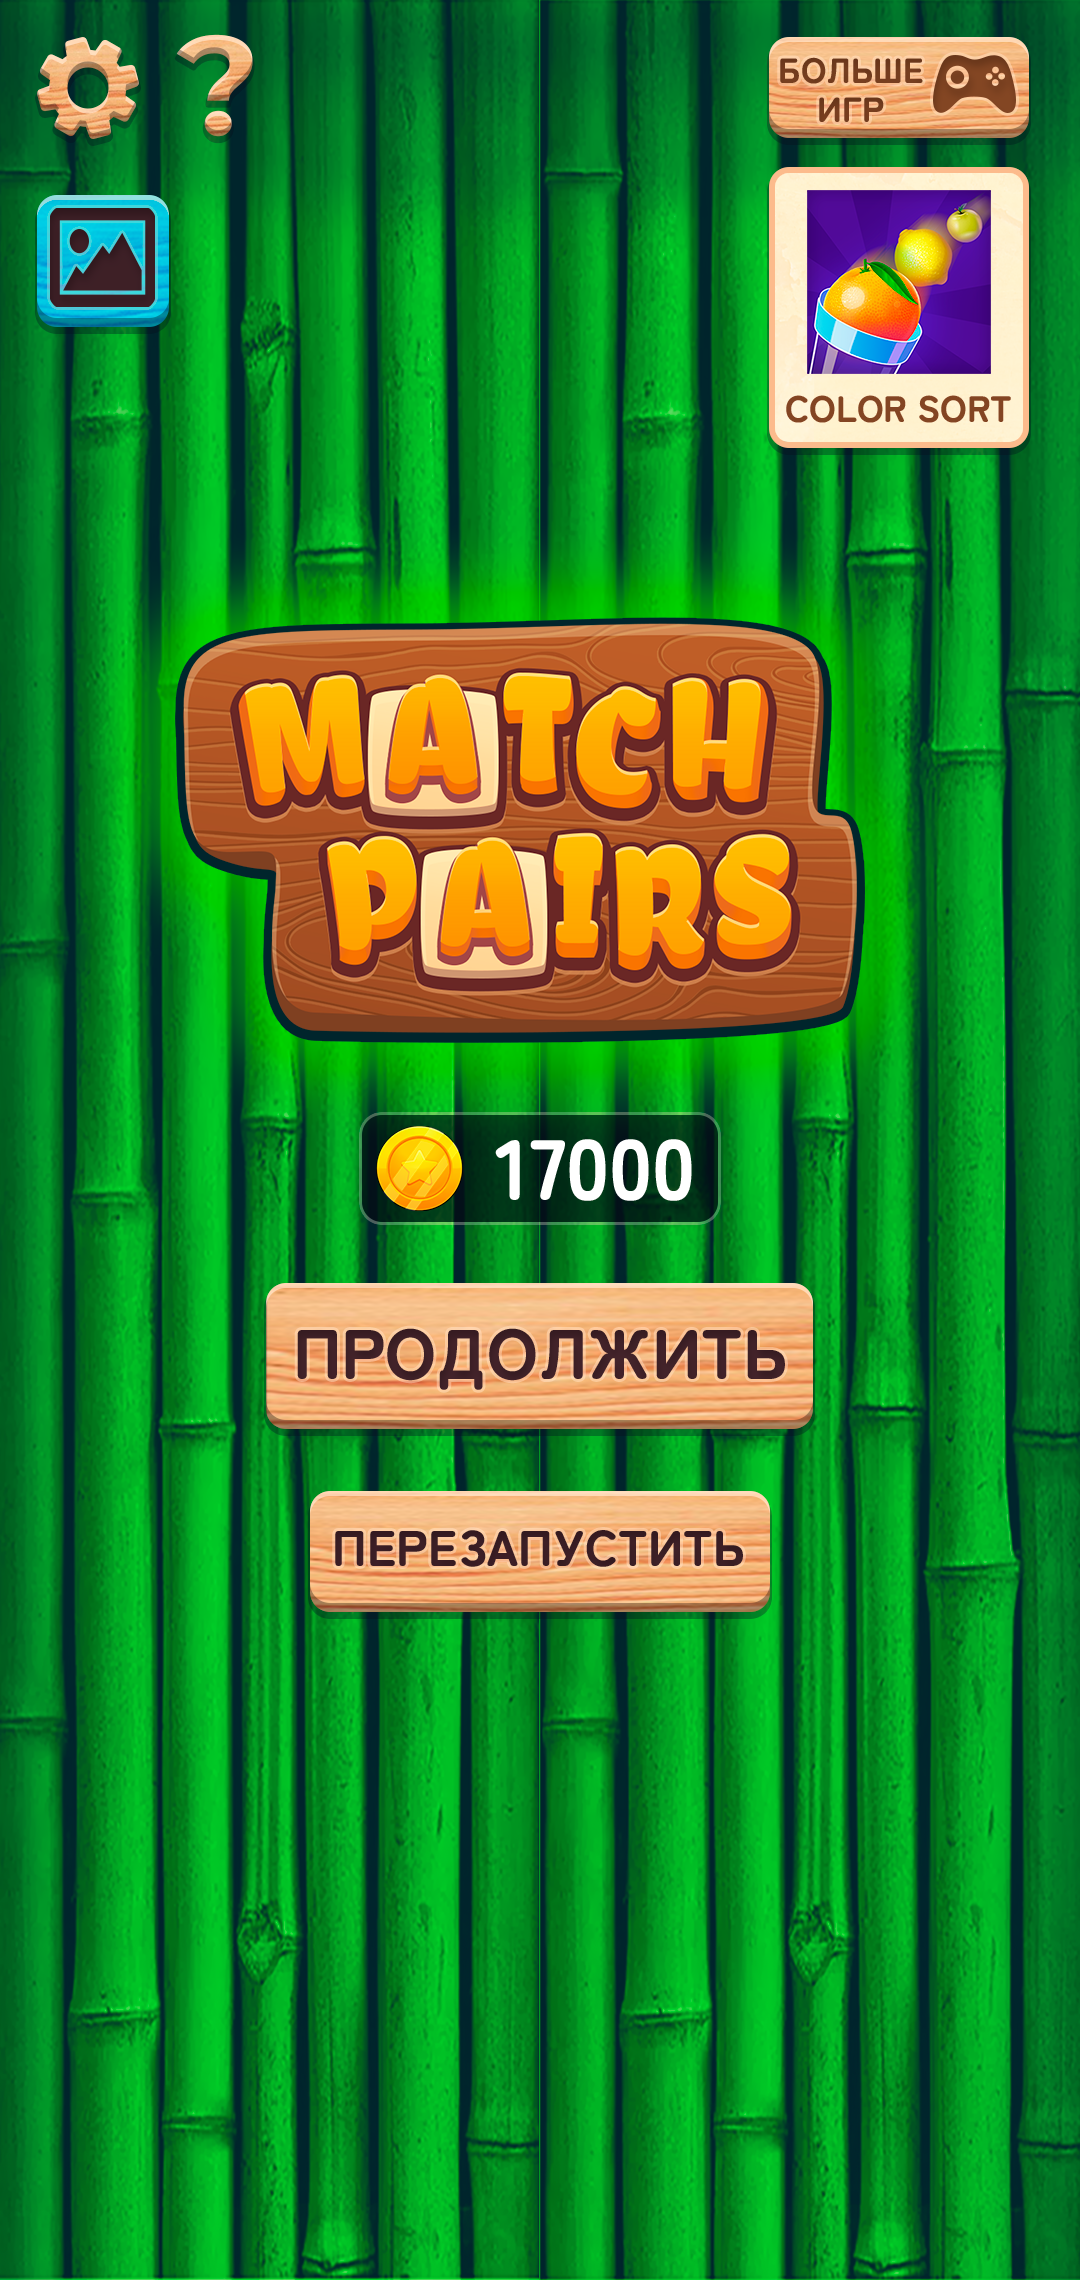 БОЛЬШЕ
ИГР
COLOR SORT
MATCH
PAIRS
17000
ПРОДОЛЖИТЬ
ПЕРЕЗАПУСТИТЬ